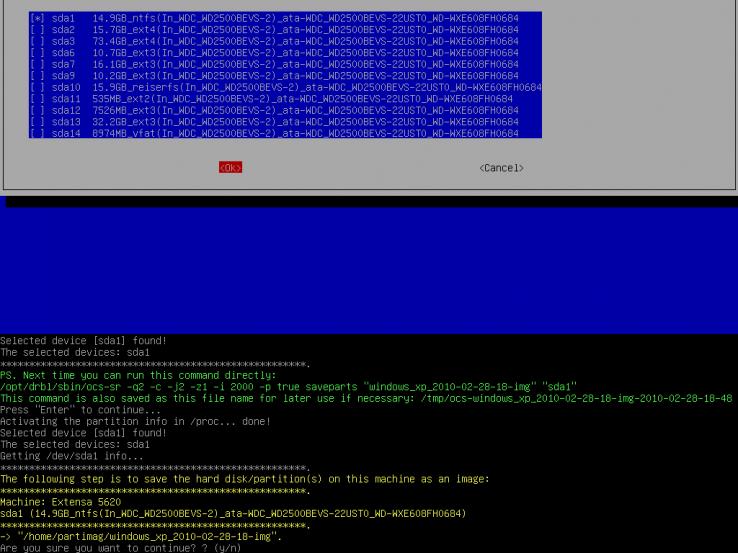 [*] sda1 14.9GB_ntfs(In_WDC_WD2500BEVS-2)_ata-WDC_WD2500BEVS-22UST0_WD-WXE608FH0684
[ ] sda2 15.7GB_ext4(In_WDC_WD2500BEVS-2)_ata-WDC_WD2500BEVS-22UST0_WD-WXE608FH0684
[ ] sda3 73.4GB_ext4(In_WDC_WD2500BEVS-2)_ata-WDC_WD2500BEVS-22UST0_WD-WXE608FH0684
[ ] sda6 10.7GB_ext3(In_WDC_WD2500BEVS-2)_ata-WDC_WD2500BEVS-22UST0_WD-WXE608FH0684
[ ] sda7 16.1GB_ext3(In_WDC_WD2500BEVS-2)_ata-WDC_WD2500BEVS-22UST0_WD-WXE608FH0684
[ ] sda9 10.2GB_ext3(In_WDC_WD2500BEVS-2)_ata-WDC_WD2500BEVS-22UST0_WD-WXE608FH0684
[ ] sda10 15.9GB_reiserfs(In_WDC_WD2500BEVS-2)_ata-WDC_WD2500BEVS-22UST0_WD-WXE608FH0684
[ ] sda11 535MB_ext2(In_WDC_WD2500BEVS-2)_ata-WDC_WD2500BEVS-22UST0_WD-WXE608FH0684
[ ] sda12 7526MB_ext3(In_WDC_WD2500BEVS-2)_ata-WDC_WD2500BEVS-22UST0_WD-WXE608FH0684
[ ] sda13 32.2GB_ext3(In_WDC_WD2500BEVS-2)_ata-WDC_WD2500BEVS-22UST0_WD-WXE608FH0684
[ ] sda14 8974MB_vfat(In_WDC_WD2500BEVS-2)_ata-WDC_WD2500BEVS-22UST0_WD-WXE608FH0684
<Ok> <Cancel>
Selected device [sda1] found!
The selected devices: sda1
*****************************************************.
PS. Next time you can run this command directly:
/opt/drbl/sbin/ocs-sr -q2 -c -j2 -z1 -i 2000 -p true saveparts "windows_xp_2010-02-28-18-img" "sda1"
This command is also saved as this file name for later use if necessary: /tmp/ocs-windows_xp_2010-02-28-18-img-2010-02-28-18-48
Press "Enter" to continue...
Activating the partition info in /proc... done!
Selected device [sda1] found!
The selected devices: sda1
Getting /dev/sda1 info...
*****************************************************.
The following step is to save the hard disk/partition(s) on this machine as an image:
*****************************************************.
Machine: Extensa 5620
sda1 (14.9GB_ntfs(In_WDC_WD2500BEVS-2)_ata-WDC_WD2500BEVS-22UST0_WD-WXE608FH0684)
*****************************************************.
-> "/home/partimag/windows_xp_2010-02-28-18-img".
Are you sure you want to continue? ? (y/n)